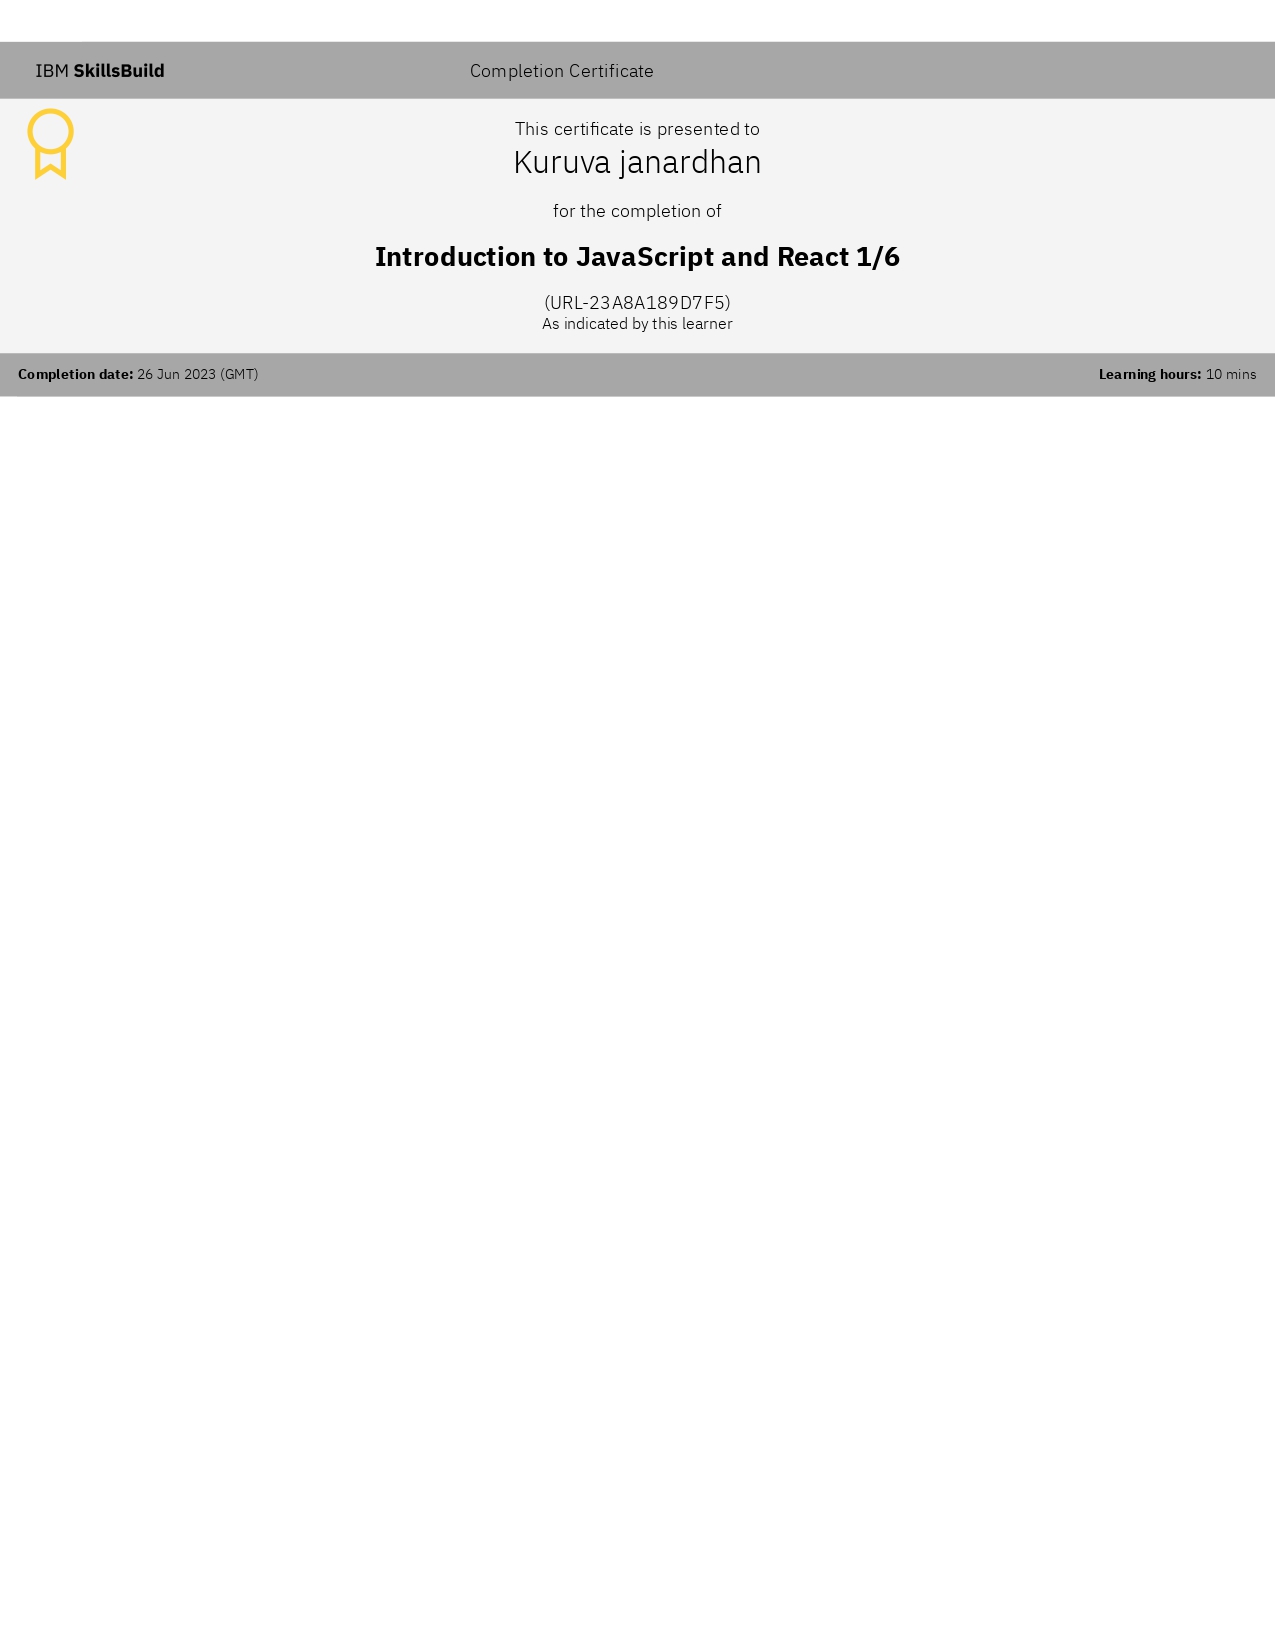 IBM SkillsBuild
Completion Certificate
This certificate is presented to
Kuruva janardhan
for the completion of
Introduction to JavaScript and React 1/6
(URL-23A8A189D7F5)
As indicated by this learner
Completion date: 26 Jun 2023 (GMT)
Learning hours: 10 mins